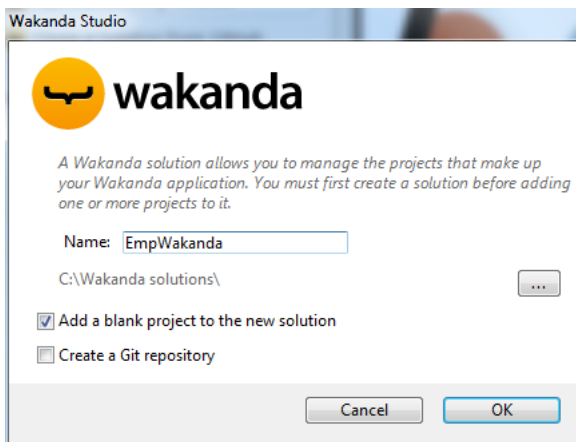 Wakanda Studio
wakanda
A Wakanda solution allows you to manage the projects that make up
your Wakanda application. You must first create a solution before adding
one or more projects to it.
Name: EmpWakanda
C:\Wakanda solutions\
...
Add a blank project to the new solution
Create a Git repository
Cancel OK